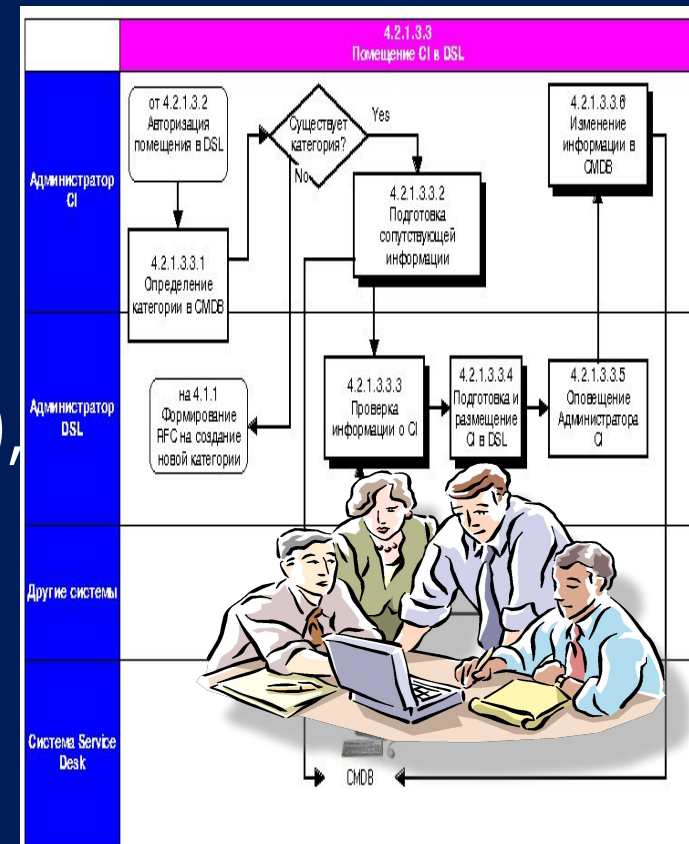 4.2.1.3.3
Помещение CI в DSL
Администратор
CI
от 4.2.1.3.2
Авторизация
помещения в DSL
Существует
категория?
Yes
No
4.2.1.3.3.6
Изменение
информации в
CMDB
4.2.1.3.3.2
Подготовка
сопутствующей
информации
4.2.1.3.3.1
Определение
категории в CMDB
Администратор
DSL
на 4.1.1
Формирование
RFC на создание
новой категории
4.2.1.3.3.3
Проверка
информации о CI
4.2.1.3.3.4
Подготовка и
размещение
CI в DSL
4.2.1.3.3.5
Оповещение
Администратора
CI
),
Другие системы
Система Service
Desk
CMDB